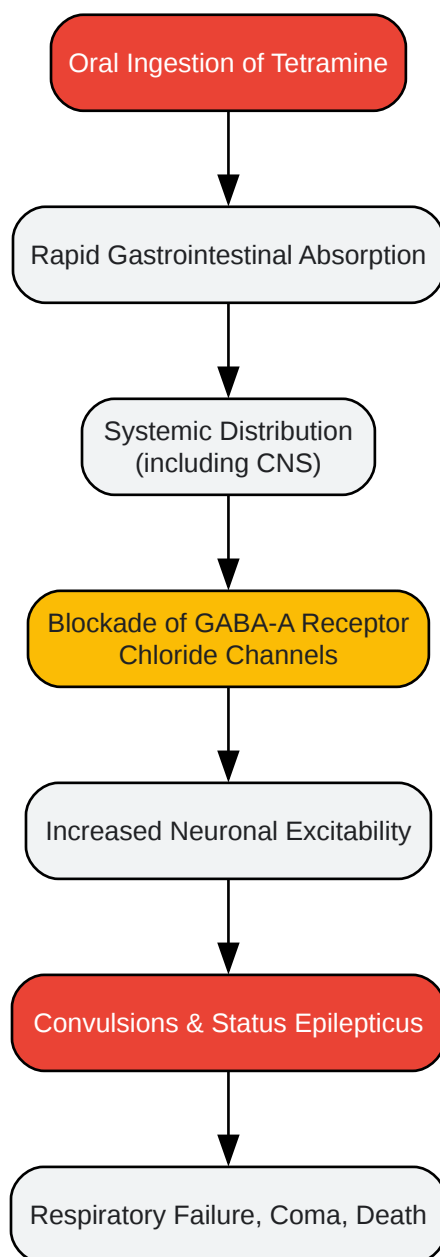 Oral Ingestion of Tetramine
Rapid Gastrointestinal Absorption
Systemic Distribution
(including CNS)
Blockade of GABA-A Receptor
Chloride Channels
Increased Neuronal Excitability
Convulsions & Status Epilepticus
Respiratory Failure, Coma, Death